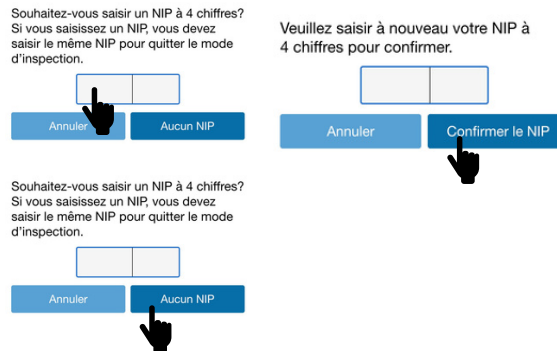 Souhaitez-vous saisir un NIP à 4 chiffres?
Si vous saisissez un NIP, vous devez
saisir le même NIP pour quitter le mode
d'inspection.
Annuler
Aucun NIP
Veuillez saisir à nouveau votre NIP à
4 chiffres pour confirmer.
Annuler
Confirmer le NIP
Souhaitez-vous saisir un NIP à 4 chiffres?
Si vous saisissez un NIP, vous devez
saisir le même NIP pour quitter le mode
d'inspection.
Annuler
Aucun NIP